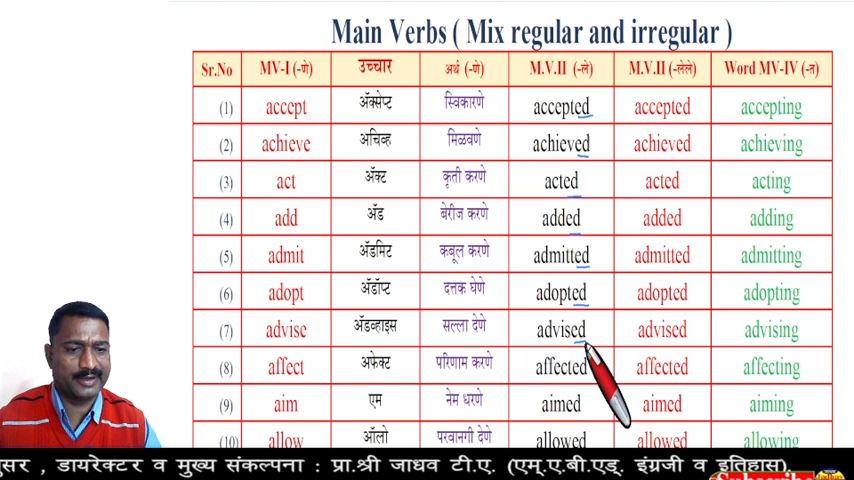 Main Verbs ( Mix regular and irregular )
Sr.No MV-I (-णे) उच्चार अर्थ (-णे) M.V.II (-ले) M.V.II (-लेले) Word MV-IV (-त)
(1) accept ॲक्सेप्ट स्विकारणे accepted accepted accepting
(2) achieve अचिव्ह मिळवणे achieved achieved achieving
(3) act ॲक्ट कृती करणे acted acted acting
(4) add ॲड बेरीज करणे added added adding
(5) admit ॲडमिट कबूल करणे admitted admitted admitting
(6) adopt ॲडॉप्ट दत्तक घेणे adopted adopted adopting
(7) advise ॲडव्हाइस सल्ला देणे advised advised advising
(8) affect अफेक्ट परिणाम करणे affected affected affecting
(9) aim एम नेम धरणे aimed aimed aiming
(10) allow ऑलो परवानगी देणे allowed allowed allowing
नुसर , डायरेक्टर व मुख्य संकल्पना : प्रा.श्री जाधव टी.ए. (एम्.ए.बी.एड्. इंग्रजी व इतिहास).
Subscribe